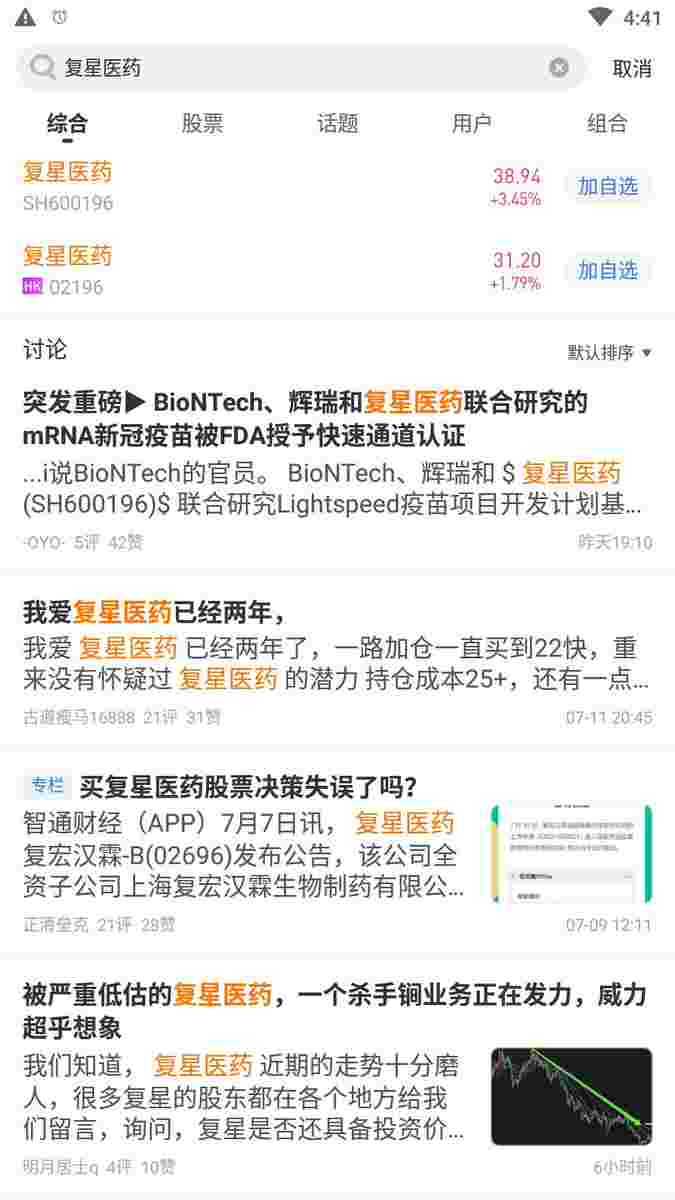 4:41
复星医药
取消
综合 股票 话题 用户 组合
复星医药 38.94 加自选
SH600196 +3.45%
复星医药 31.20 加自选
HK 02196 +1.79%
讨论 默认排序
突发重磅▶ BioNTech、辉瑞和复星医药联合研究的
mRNA新冠疫苗被FDA授予快速通道认证
...i说BioNTech的官员。 BioNTech、辉瑞和 $ 复星医药
(SH600196)$ 联合研究Lightspeed疫苗项目开发计划基...
-OYO- 5评 42赞 昨天19:10
我爱复星医药已经两年，
我爱 复星医药 已经两年了，一路加仓一直买到22快，重
来没有怀疑过 复星医药 的潜力 持仓成本25+，还有一点...
古道瘦马16888 21评 31赞 07-11 20:45
专栏 买复星医药股票决策失误了吗？
智通财经（APP）7月7日讯， 复星医药
复宏汉霖-B(02696)发布公告，该公司全
资子公司上海复宏汉霖生物制药有限公...
正清垒克 21评 28赞 07-09 12:11
被严重低估的复星医药，一个杀手锏业务正在发力，威力
超乎想象
我们知道， 复星医药 近期的走势十分磨
人，很多复星的股东都在各个地方给我
们留言，询问，复星是否还具备投资价...
明月居士q 4评 10赞 6小时前